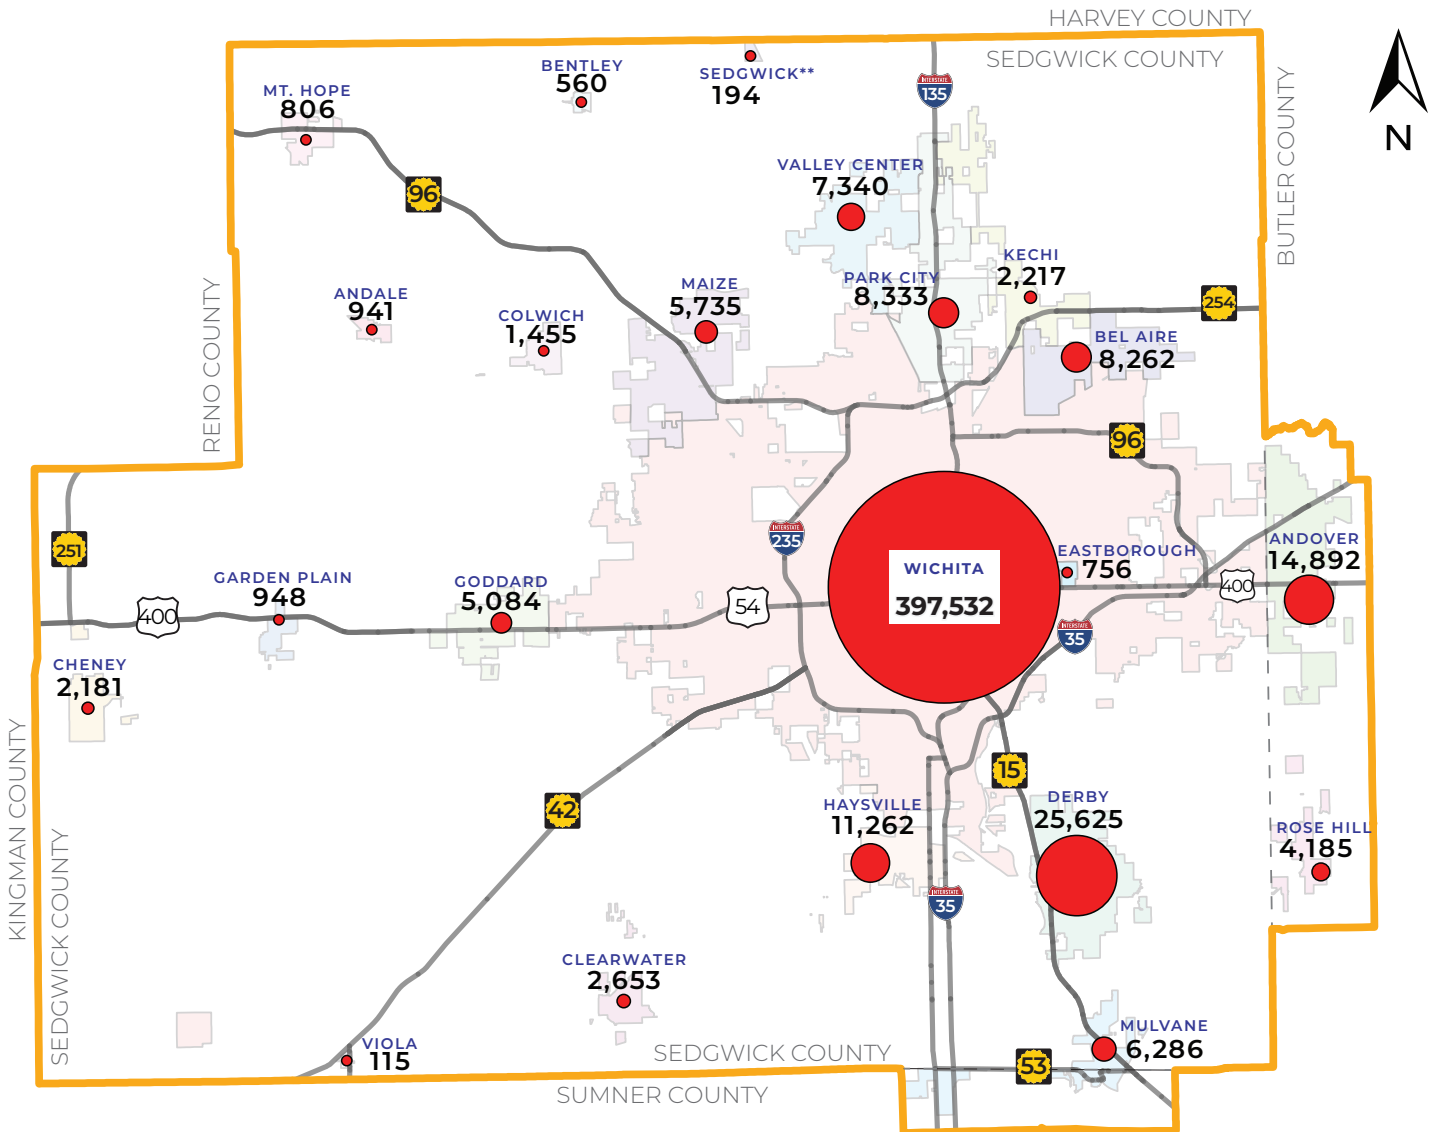 HARVEY COUNTY
SEDGWICK COUNTY
BUTLER COUNTY
N
BENTLEY
560
SEDGWICK**
194
MT. HOPE
806
INTERSTATE
135
96
VALLEY CENTER
7,340
KECHI
2,217
PARK CITY
8,333
MAIZE
5,735
ANDALE
941
COLWICH
1,455
254
BEL AIRE
8,262
RENO COUNTY
96
251
INTERSTATE
235
WICHITA
397,532
EASTBOROUGH
756
ANDOVER
14,892
400
GARDEN PLAIN
948
GODDARD
5,084
54
400
INTERSTATE
35
CHENEY
2,181
KINGMAN COUNTY
SEDGWICK COUNTY
42
15
HAYSVILLE
11,262
DERBY
25,625
ROSE HILL
4,185
INTERSTATE
35
CLEARWATER
2,653
VIOLA
115
SEDGWICK COUNTY
SUMNER COUNTY
53
MULVANE
6,286